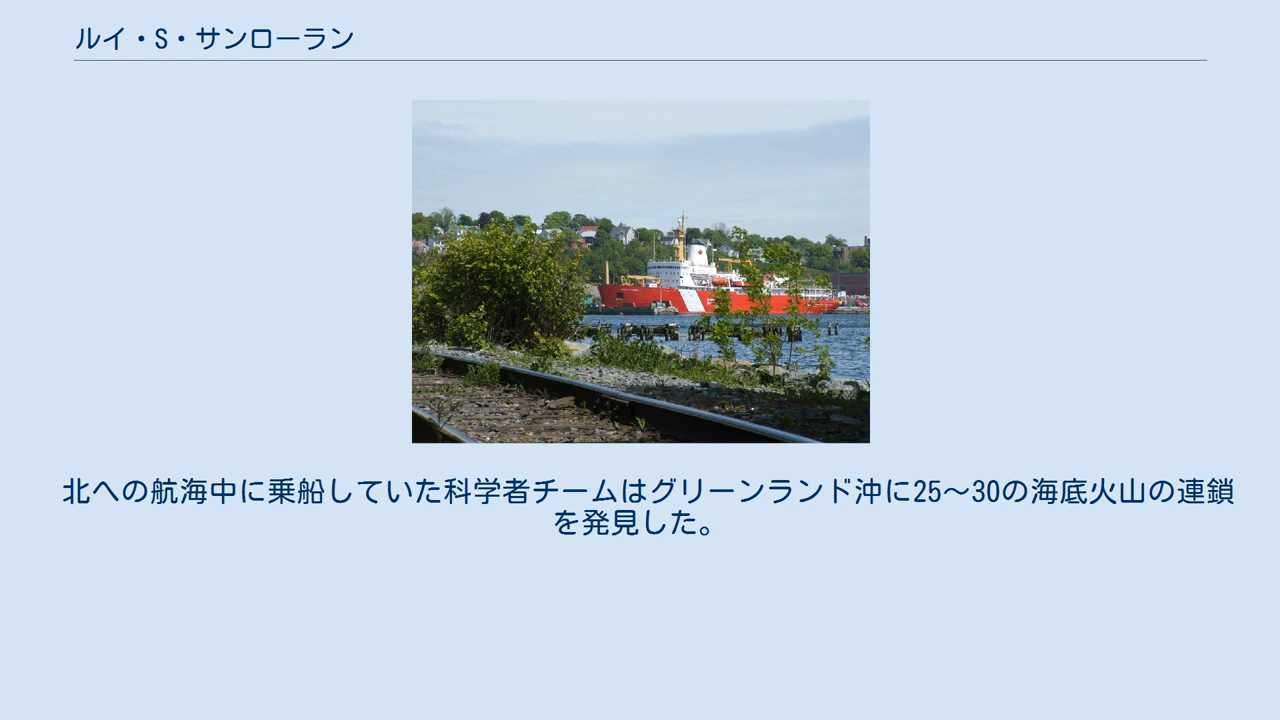 ルイ・S・サンローラン
北への航海中に乗船していた科学者チームはグリーンランド沖に25～30の海底火山の連鎖
を発見した。